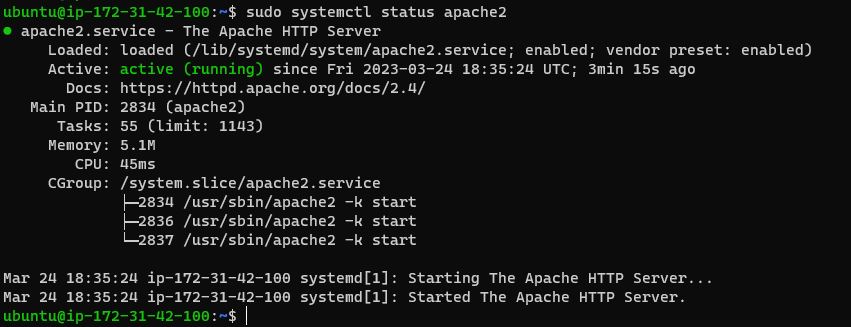 ubuntu@ip-172-31-42-100:~$ sudo systemctl status apache2
● apache2.service - The Apache HTTP Server
     Loaded: loaded (/lib/systemd/system/apache2.service; enabled; vendor preset: enabled)
     Active: active (running) since Fri 2023-03-24 18:35:24 UTC; 3min 15s ago
       Docs: https://httpd.apache.org/docs/2.4/
   Main PID: 2834 (apache2)
      Tasks: 55 (limit: 1143)
     Memory: 5.1M
        CPU: 45ms
     CGroup: /system.slice/apache2.service
             ├─2834 /usr/sbin/apache2 -k start
             ├─2836 /usr/sbin/apache2 -k start
             └─2837 /usr/sbin/apache2 -k start

Mar 24 18:35:24 ip-172-31-42-100 systemd[1]: Starting The Apache HTTP Server...
Mar 24 18:35:24 ip-172-31-42-100 systemd[1]: Started The Apache HTTP Server.
ubuntu@ip-172-31-42-100:~$